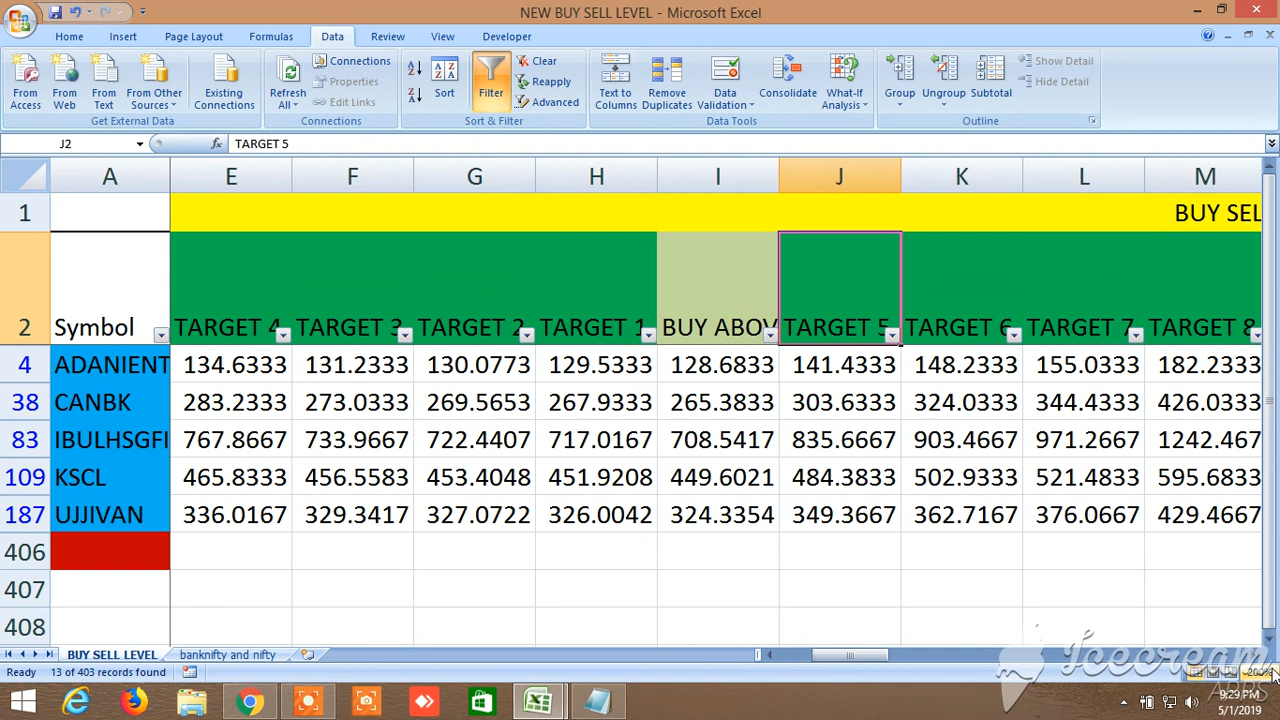 NEW BUY SELL LEVEL - Microsoft Excel
Home Insert Page Layout Formulas Data Review View Developer
From Access
From Web
From Text
From Other Sources
Existing Connections
Get External Data
Refresh All
Connections
Properties
Edit Links
Connections
Sort
Filter
Clear
Reapply
Advanced
Sort & Filter
Text to Columns
Remove Duplicates
Data Validation
Consolidate
What-If Analysis
Data Tools
Group
Ungroup
Subtotal
Show Detail
Hide Detail
Outline
J2 fx TARGET 5
A E F G H I J K L M
1 BUY SEL
2 Symbol TARGET 4 TARGET 3 TARGET 2 TARGET 1 BUY ABOV TARGET 5 TARGET 6 TARGET 7 TARGET 8
4 ADANIENT 134.6333 131.2333 130.0773 129.5333 128.6833 141.4333 148.2333 155.0333 182.2333
38 CANBK 283.2333 273.0333 269.5653 267.9333 265.3833 303.6333 324.0333 344.4333 426.0333
83 IBULHSGFI 767.8667 733.9667 722.4407 717.0167 708.5417 835.6667 903.4667 971.2667 1242.467
109 KSCL 465.8333 456.5583 453.4048 451.9208 449.6021 484.3833 502.9333 521.4833 595.6833
187 UJJIVAN 336.0167 329.3417 327.0722 326.0042 324.3354 349.3667 362.7167 376.0667 429.4667
406
407
408
BUY SELL LEVEL banknifty and nifty
Ready 13 of 403 records found 200%
Icecream
APPS
9:29 PM
5/1/2019